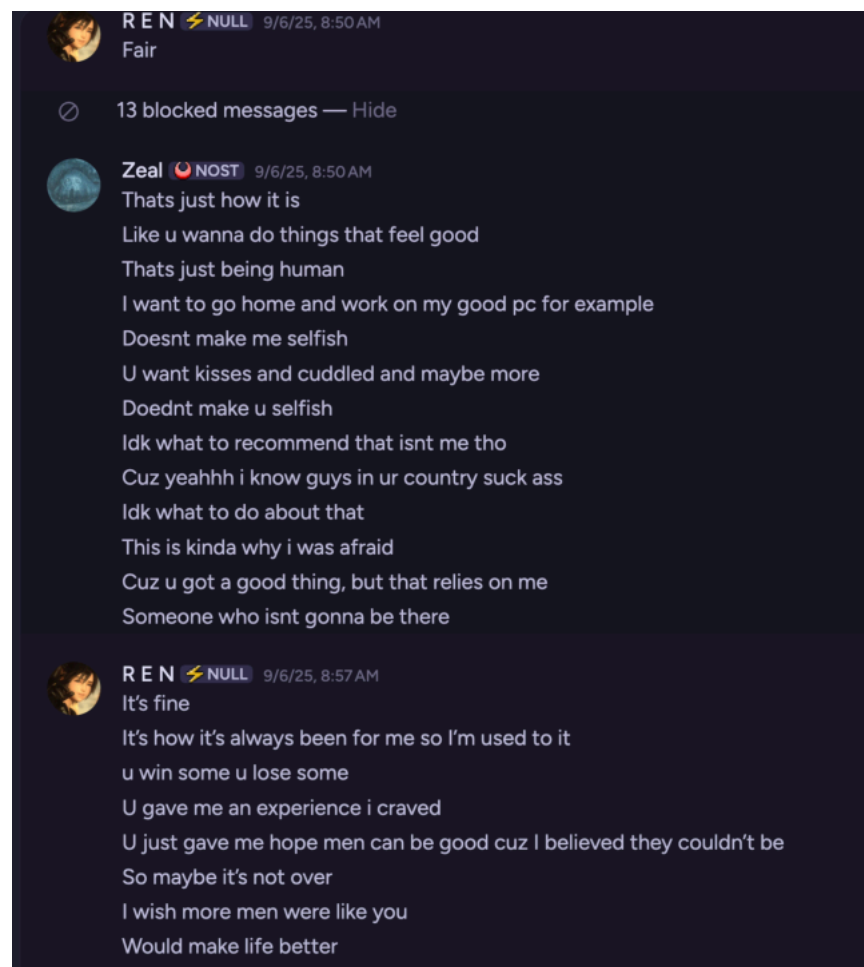 R E N ⚡ NULL 9/6/25, 8:50 AM
Fair
13 blocked messages — Hide
Zeal NOST 9/6/25, 8:50 AM
Thats just how it is
Like u wanna do things that feel good
Thats just being human
I want to go home and work on my good pc for example
Doesnt make me selfish
U want kisses and cuddled and maybe more
Doednt make u selfish
Idk what to recommend that isnt me tho
Cuz yeahhh i know guys in ur country suck ass
Idk what to do about that
This is kinda why i was afraid
Cuz u got a good thing, but that relies on me
Someone who isnt gonna be there
R E N ⚡ NULL 9/6/25, 8:57 AM
It’s fine
It’s how it’s always been for me so I’m used to it
u win some u lose some
U gave me an experience i craved
U just gave me hope men can be good cuz I believed they couldn’t be
So maybe it’s not over
I wish more men were like you
Would make life better